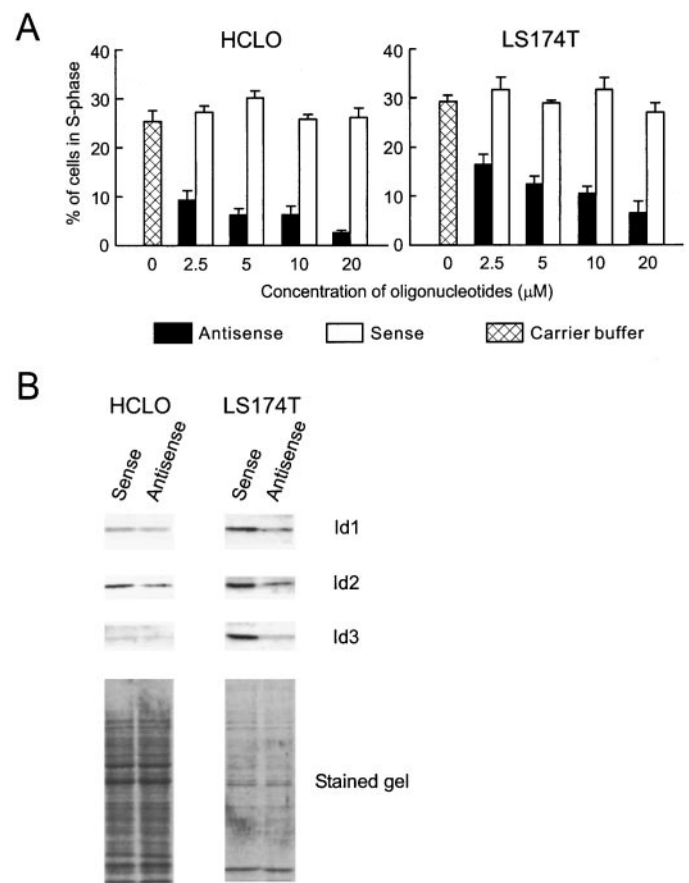 A
HCLO LS174T
% of cells in S-phase
40
30
20
10
0
40
30
20
10
0
0 2.5 5 10 20 0 2.5 5 10 20
Concentration of oligonucleotides (μM)
Antisense Sense Carrier buffer
B
HCLO LS174T
Sense Antisense Sense Antisense
Id1
Id2
Id3
Stained gel